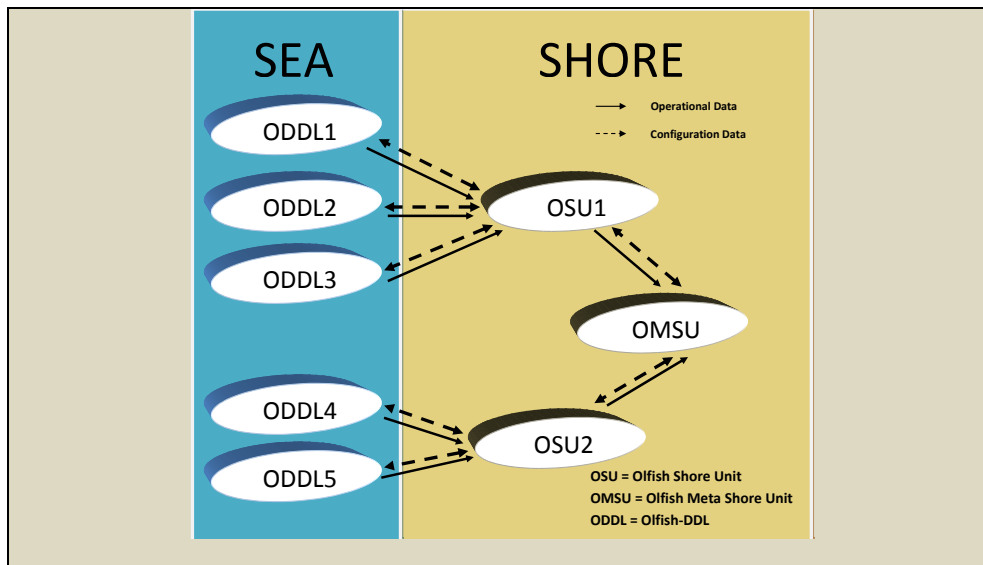 SEA
SHORE
Operational Data
Configuration Data
ODDL1
ODDL2
ODDL3
ODDL4
ODDL5
OSU1
OMSU
OSU2
OSU = Olfish Shore Unit
OMSU = Olfish Meta Shore Unit
ODDL = Olfish-DDL